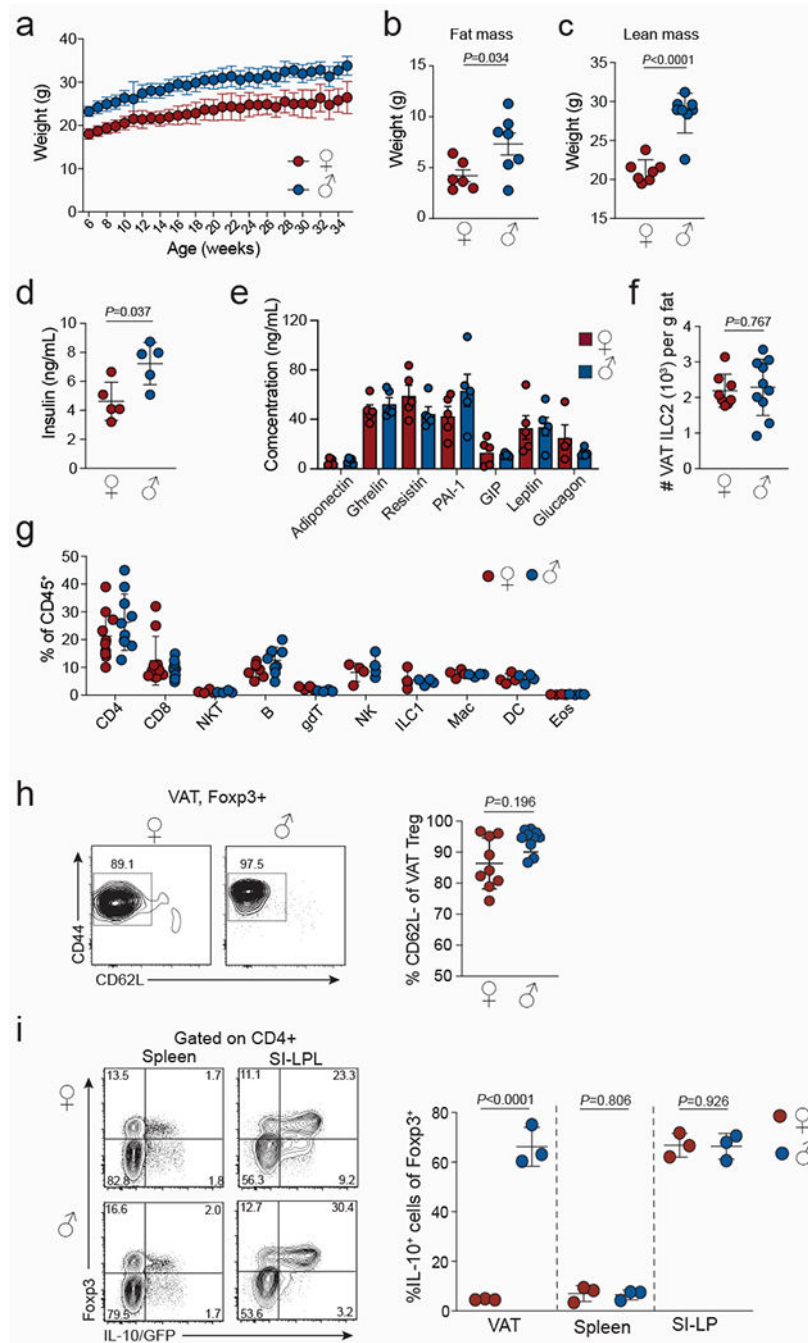 a
Weight (g)
40
30
20
10
0
6 8 10 12 14 16 18 20 22 24 26 28 30 32 34
Age (weeks)
♀
♂
b
Fat mass
P=0.034
Weight (g)
15
10
5
0
♀ ♂
c
Lean mass
P<0.0001
Weight (g)
35
30
25
20
15
♀ ♂
d
P=0.037
Insulin (ng/mL)
10
8
6
4
2
0
♀ ♂
e
Comcentration (ng/mL)
120
60
0
Adiponectin Ghrelin Resistin PAI-1 GIP Leptin Glucagon
♀
♂
f
P=0.767
# VAT ILC2 (10³) per g fat
4
3
2
1
0
♀ ♂
g
% of CD45⁺
50
40
30
20
10
0
CD4 CD8 NKT B gdT NK ILC1 Mac DC Eos
♀ ♂
h
VAT, Foxp3+
♀ ♂
89.1 97.5
CD44
CD62L
P=0.196
% CD62L- of VAT Treg
100
90
80
70
60
50
♀ ♂
i
Gated on CD4+
Spleen SI-LPL
♀
13.5 1.7 11.1 23.3
82.8 1.8 56.3 9.2
♂
16.6 2.0 12.7 30.4
79.5 1.7 53.6 3.2
Foxp3
IL-10/GFP
P<0.0001 P=0.806 P=0.926
%IL-10⁺ cells of Foxp3⁺
80
60
40
20
0
VAT Spleen SI-LP
♀
♂